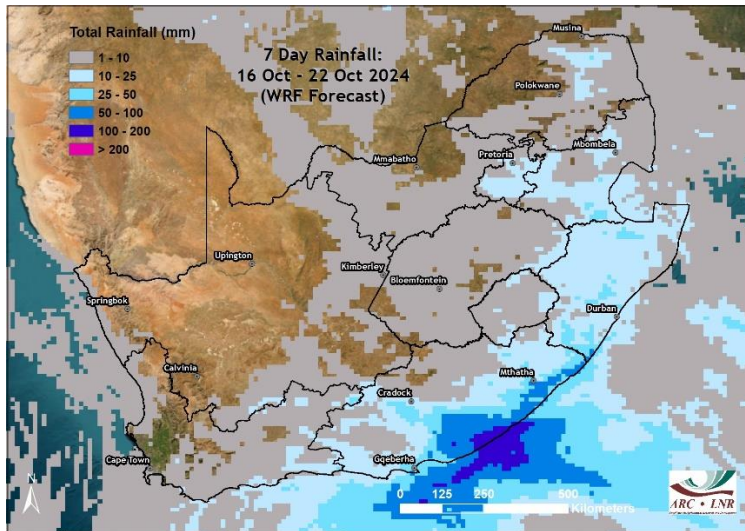 Total Rainfall (mm)
1 - 10
10 - 25
25 - 50
50 - 100
100 - 200
> 200
7 Day Rainfall:
16 Oct - 22 Oct 2024
(WRF Forecast)
Musina
Polokwane
Mmabatho
Pretoria
Mbombela
Upington
Kimberley
Bloemfontein
Springbok
Durban
Calvinia
Mthatha
Cradock
Cape Town
Gqeberha
N
0 125 250 500
Kilometers
ARC • LNR